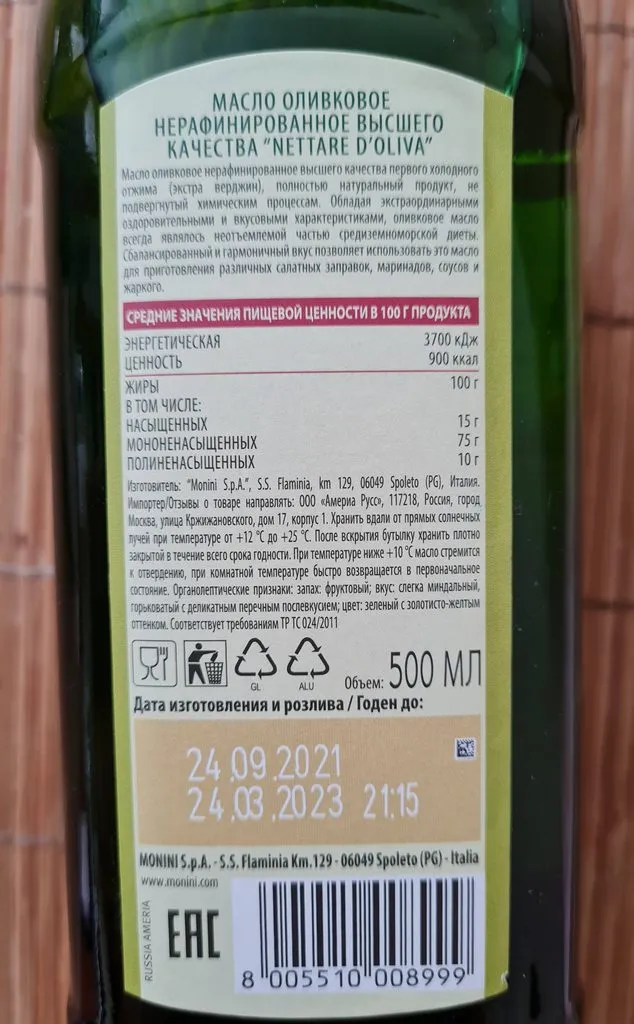 МАСЛО ОЛИВКОВОЕ
НЕРАФИНИРОВАННОЕ ВЫСШЕГО
КАЧЕСТВА "NETTARE D'OLIVA"
Масло оливковое нерафинированное высшего качества первого холодного
отжима (экстра верджин), полностью натуральный продукт, не
подвергнутый химическим процессам. Обладая экстраординарными
оздоровительными и вкусовыми характеристиками, оливковое масло
всегда являлось неотъемлемой частью средиземноморской диеты.
Сбалансированный и гармоничный вкус позволяет использовать это масло
для приготовления различных салатных заправок, маринадов, соусов и
жаркого.
СРЕДНИЕ ЗНАЧЕНИЯ ПИЩЕВОЙ ЦЕННОСТИ В 100 Г ПРОДУКТА
ЭНЕРГЕТИЧЕСКАЯ 3700 кДж
ЦЕННОСТЬ 900 ккал
ЖИРЫ 100 г
В ТОМ ЧИСЛЕ:
НАСЫЩЕННЫХ 15 г
МОНОНЕНАСЫЩЕННЫХ 75 г
ПОЛИНЕНАСЫЩЕННЫХ 10 г
Изготовитель: "Monini S.p.A.", S.S. Flaminia, km 129, 06049 Spoleto (PG), Италия.
Импортер/Отзывы о товаре направлять: ООО «Америа Русс», 117218, Россия, город
Москва, улица Кржижановского, дом 17, корпус 1. Хранить вдали от прямых солнечных
лучей при температуре от +12 °C до +25 °C. После вскрытия бутылку хранить плотно
закрытой в течение всего срока годности. При температуре ниже +10 °C масло стремится
к отвердению, при комнатной температуре быстро возвращается в первоначальное
состояние. Органолептические признаки: запах: фруктовый; вкус: слегка миндальный,
горьковатый с деликатным перечным послевкусием; цвет: зеленый с золотисто-желтым
оттенком. Соответствует требованиям ТР ТС 024/2011
GL ALU Объем: 500 МЛ
Дата изготовления и розлива / Годен до:
24.09.2021
24.03.2023 21:15
MONINI S.p.A. - S.S. Flaminia Km.129 - 06049 Spoleto (PG) - Italia
www.monini.com
RUSSIA AMERIA
EAC
8 005510 008999